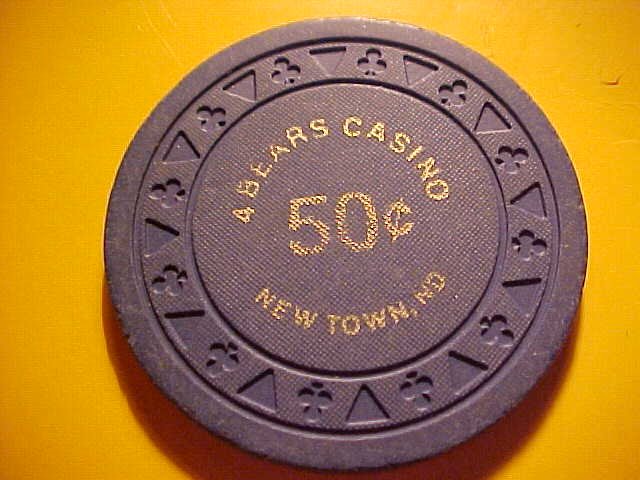 4 BEARS CASINO
50¢
NEW TOWN, ND